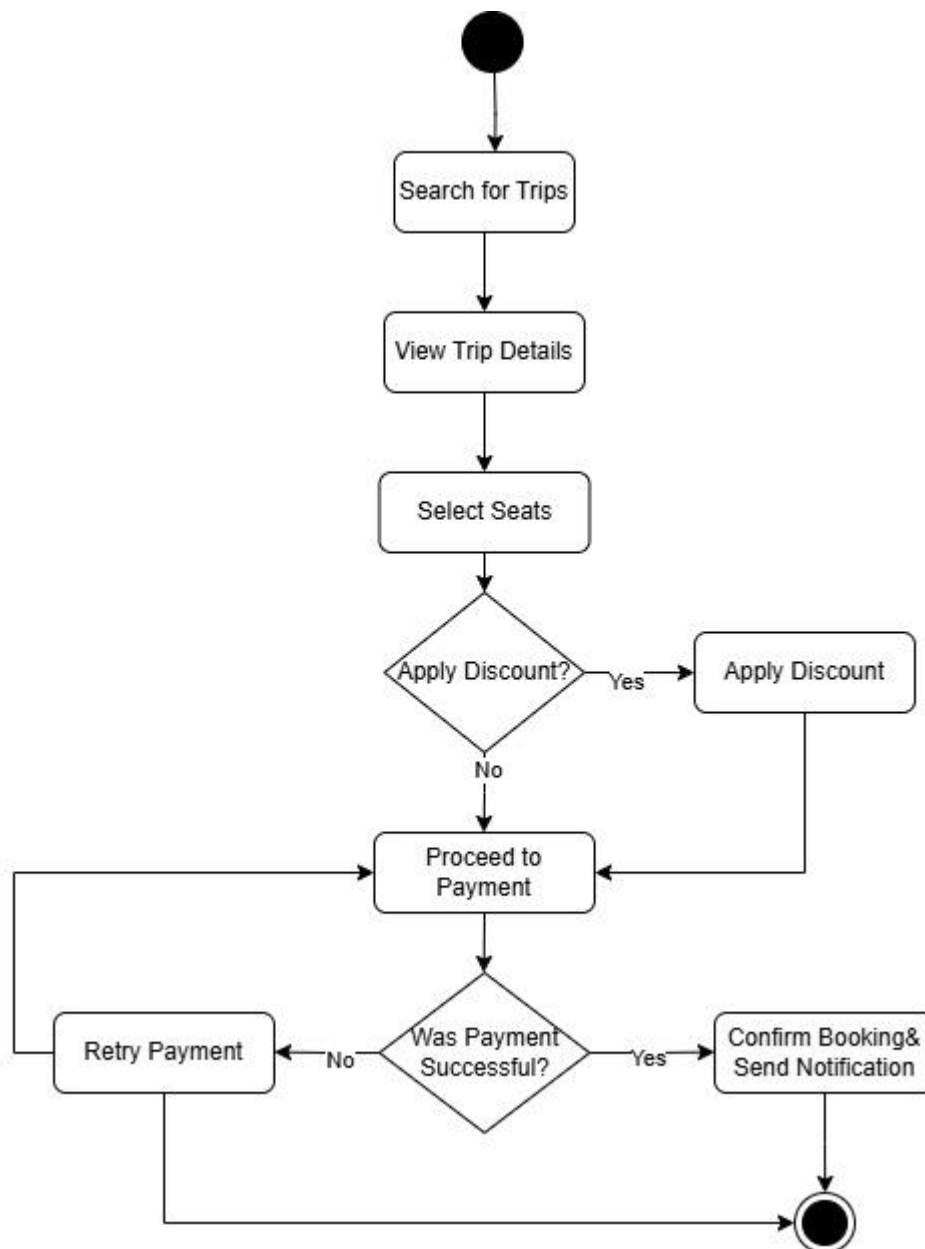 Search for Trips
View Trip Details
Select Seats
Apply Discount?
Yes
Apply Discount
No
Proceed to
Payment
Retry Payment
No
Was Payment
Successful?
Yes
Confirm Booking&
Send Notification